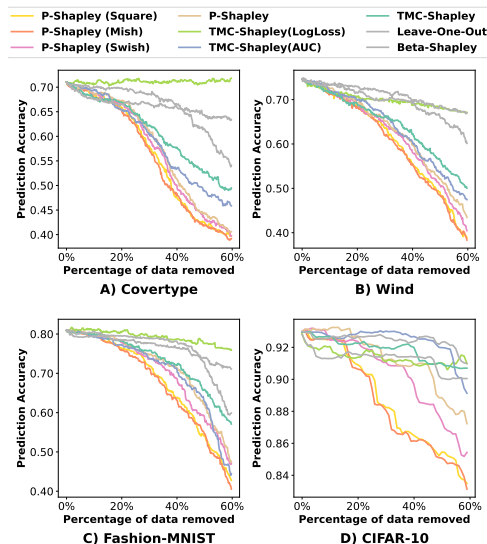 P-Shapley (Square) P-Shapley TMC-Shapley
P-Shapley (Mish) TMC-Shapley(LogLoss) Leave-One-Out
P-Shapley (Swish) TMC-Shapley(AUC) Beta-Shapley
Prediction Accuracy
0.70
0.65
0.60
0.55
0.50
0.45
0.40
0% 20% 40% 60%
Percentage of data removed
A) Covertype
Prediction Accuracy
0.70
0.60
0.50
0.40
0% 20% 40% 60%
Percentage of data removed
B) Wind
Prediction Accuracy
0.80
0.70
0.60
0.50
0.40
0% 20% 40% 60%
Percentage of data removed
C) Fashion-MNIST
Prediction Accuracy
0.92
0.90
0.88
0.86
0.84
0% 20% 40% 60%
Percentage of data removed
D) CIFAR-10